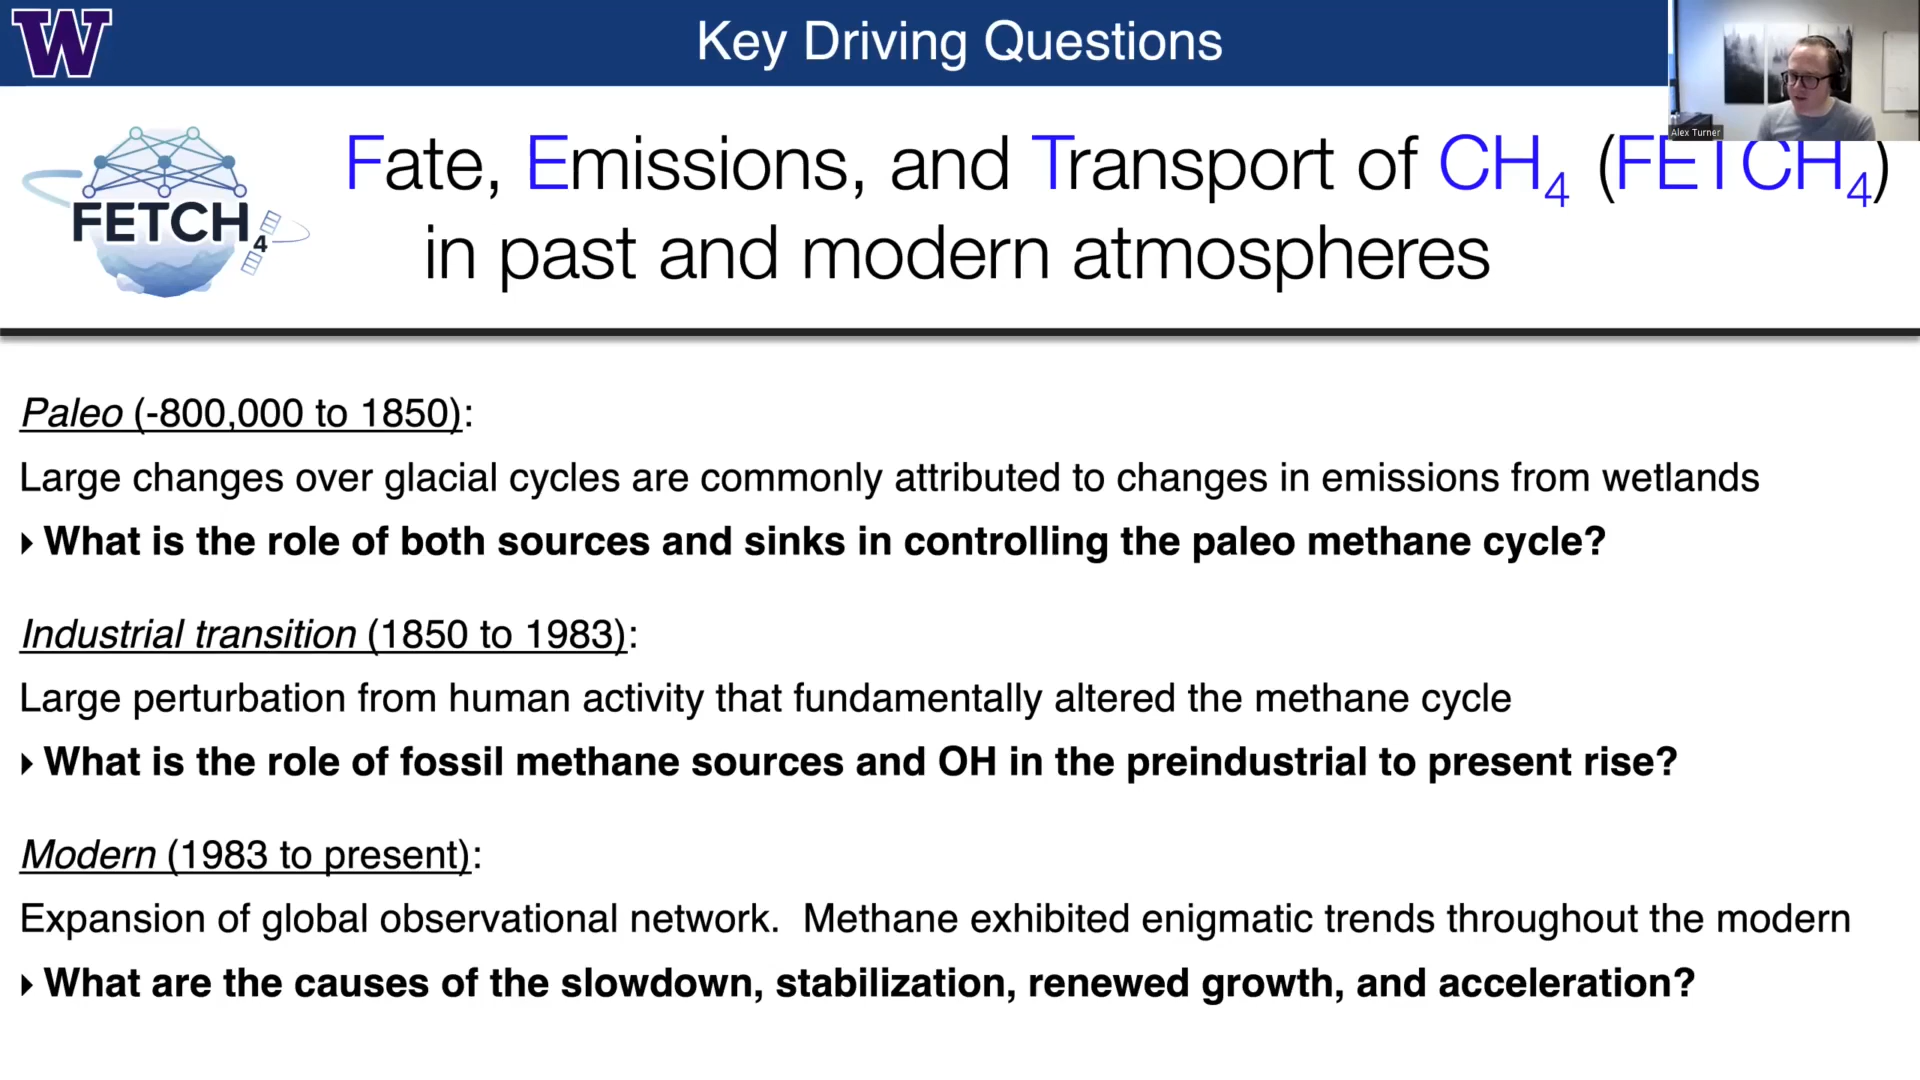 W
Key Driving Questions
Alex Turner
FETCH4
Fate, Emissions, and Transport of CH₄ (FETCH₄)
in past and modern atmospheres
Paleo (-800,000 to 1850):
Large changes over glacial cycles are commonly attributed to changes in emissions from wetlands
‣ What is the role of both sources and sinks in controlling the paleo methane cycle?
Industrial transition (1850 to 1983):
Large perturbation from human activity that fundamentally altered the methane cycle
‣ What is the role of fossil methane sources and OH in the preindustrial to present rise?
Modern (1983 to present):
Expansion of global observational network.  Methane exhibited enigmatic trends throughout the modern
‣ What are the causes of the slowdown, stabilization, renewed growth, and acceleration?